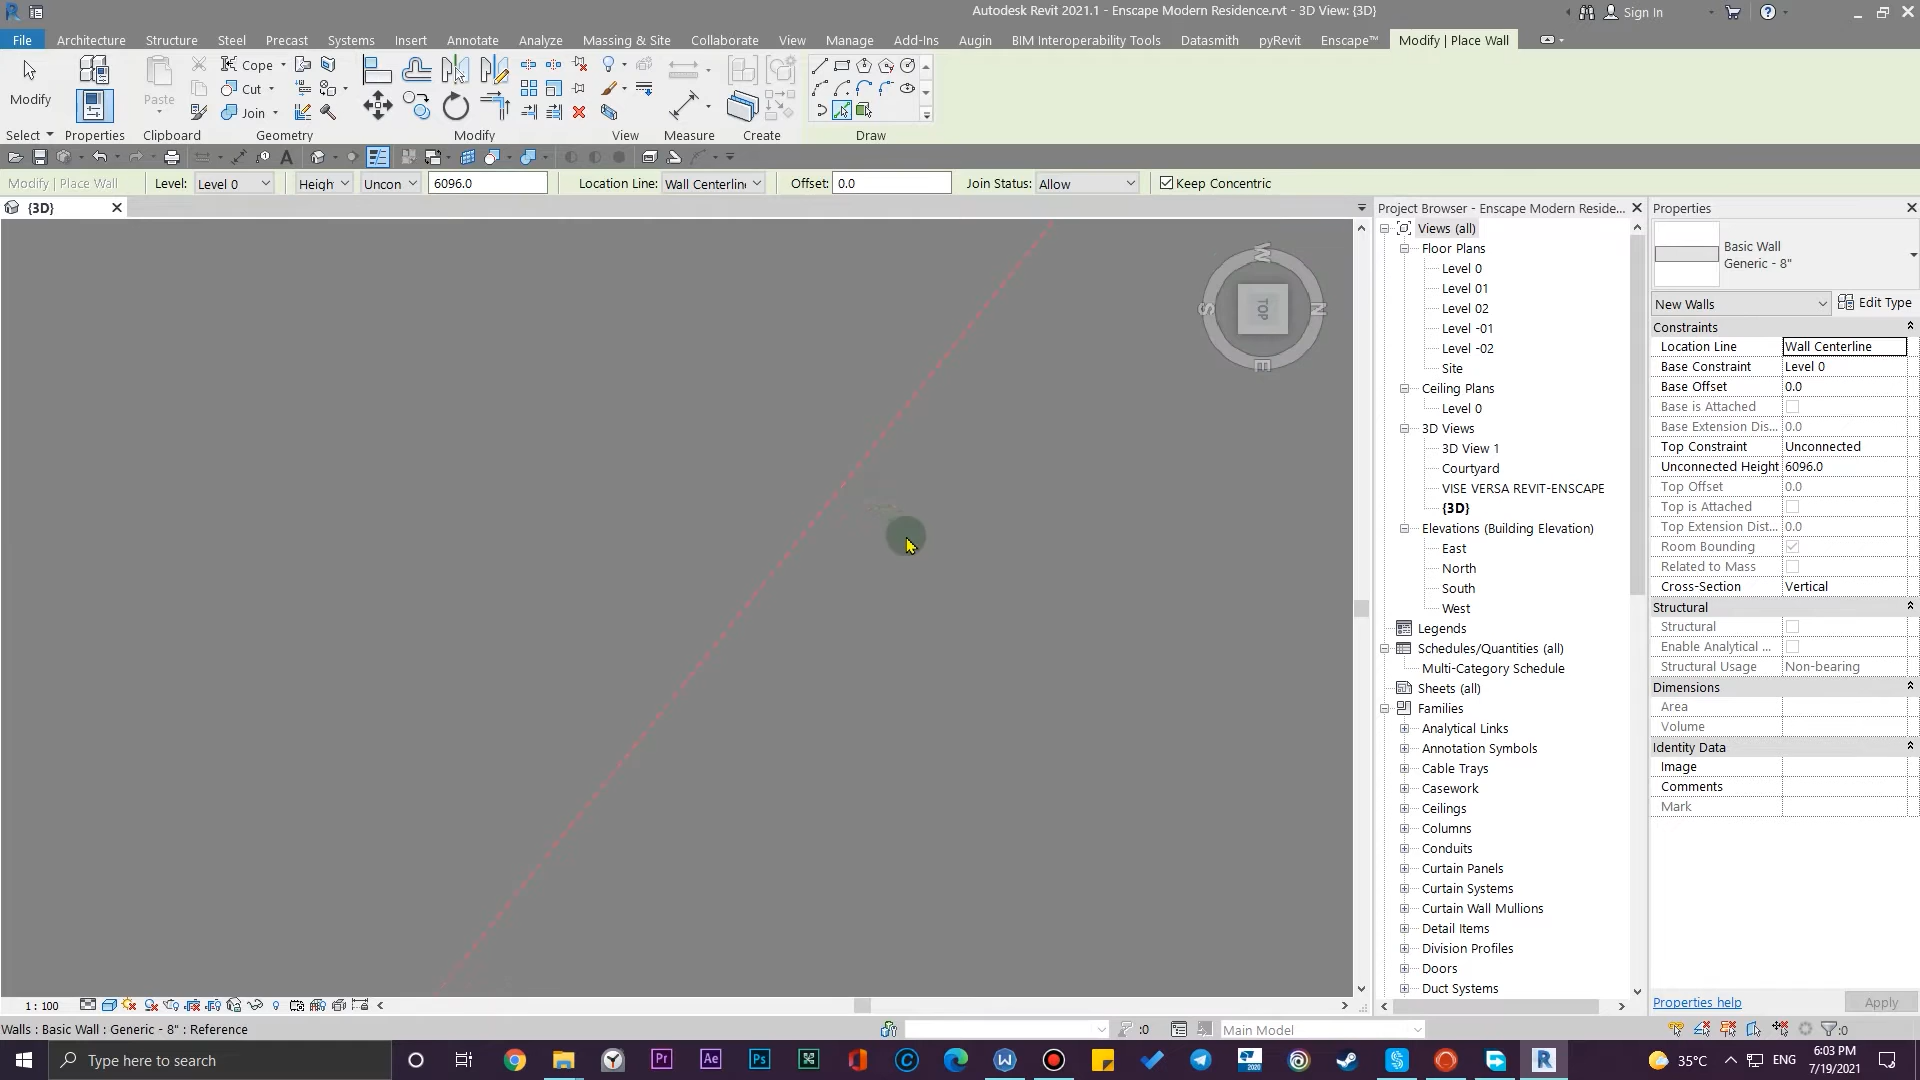 Autodesk Revit 2021.1 - Enscape Modern Residence.rvt - 3D View: {3D}
Sign In
File Architecture Structure Steel Precast Systems Insert Annotate Analyze Massing & Site Collaborate View Manage Add-Ins Augin BIM Interoperability Tools Datasmith pyRevit Enscape™ Modify | Place Wall
Modify
Paste
Cope
Cut
Join
Select Properties Clipboard Geometry Modify View Measure Create Draw
Modify | Place Wall Level: Level 0 Heigh Uncon 6096.0 Location Line: Wall Centerlin Offset: 0.0 Join Status: Allow Keep Concentric
{3D}
W
S TOP N
E
Project Browser - Enscape Modern Reside...
Views (all)
Floor Plans
Level 0
Level 01
Level 02
Level -01
Level -02
Site
Ceiling Plans
Level 0
3D Views
3D View 1
Courtyard
VISE VERSA REVIT-ENSCAPE
{3D}
Elevations (Building Elevation)
East
North
South
West
Legends
Schedules/Quantities (all)
Multi-Category Schedule
Sheets (all)
Families
Analytical Links
Annotation Symbols
Cable Trays
Casework
Ceilings
Columns
Conduits
Curtain Panels
Curtain Systems
Curtain Wall Mullions
Detail Items
Division Profiles
Doors
Duct Systems
Properties
Basic Wall
Generic - 8"
New Walls Edit Type
Constraints
Location Line Wall Centerline
Base Constraint Level 0
Base Offset 0.0
Base is Attached
Base Extension Dis... 0.0
Top Constraint Unconnected
Unconnected Height 6096.0
Top Offset 0.0
Top is Attached
Top Extension Dist... 0.0
Room Bounding
Related to Mass
Cross-Section Vertical
Structural
Structural
Enable Analytical ...
Structural Usage Non-bearing
Dimensions
Area
Volume
Identity Data
Image
Comments
Mark
Properties help Apply
1 : 100
Walls : Basic Wall : Generic - 8" : Reference :0 Main Model :0
Type here to search
Pr Ae Ps
2020
35°C ENG 6:03 PM
7/19/2021